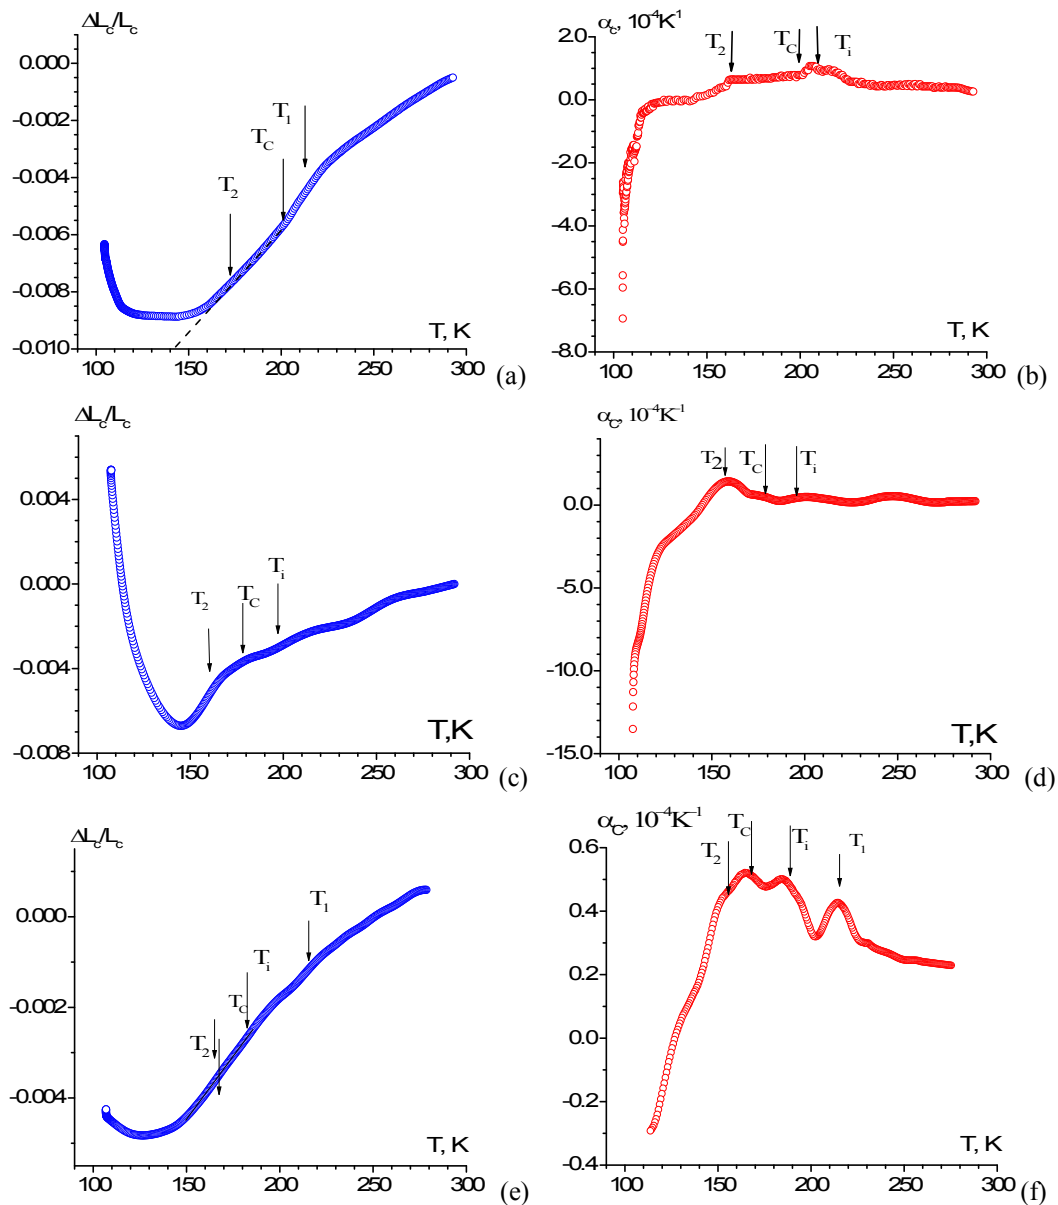 ΔL_c/L_c
0.000
-0.002
-0.004
-0.006
-0.008
-0.010
T_2
T_C
T_1
T, K
100 150 200 250 300
(a)
α_c, 10^-4K^-1
2.0
0.0
-2.0
-4.0
-6.0
-8.0
T_2
T_C
T_i
T, K
100 150 200 250 300
(b)
ΔL_c/L_c
0.004
0.000
-0.004
-0.008
T_2
T_C
T_i
T,K
100 150 200 250 300
(c)
α_C, 10^-4K^-1
0.0
-5.0
-10.0
-15.0
T2
T_C
T_i
T,K
100 150 200 250 300
(d)
ΔL_c/L_c
0.000
-0.002
-0.004
T_2
T_C
T_i
T_1
T, K
100 150 200 250 300
(e)
α_C, 10^-4K^-1
0.6
0.4
0.2
0.0
-0.2
-0.4
T_2
T_C
T_i
T_1
T, K
100 150 200 250 300
(f)